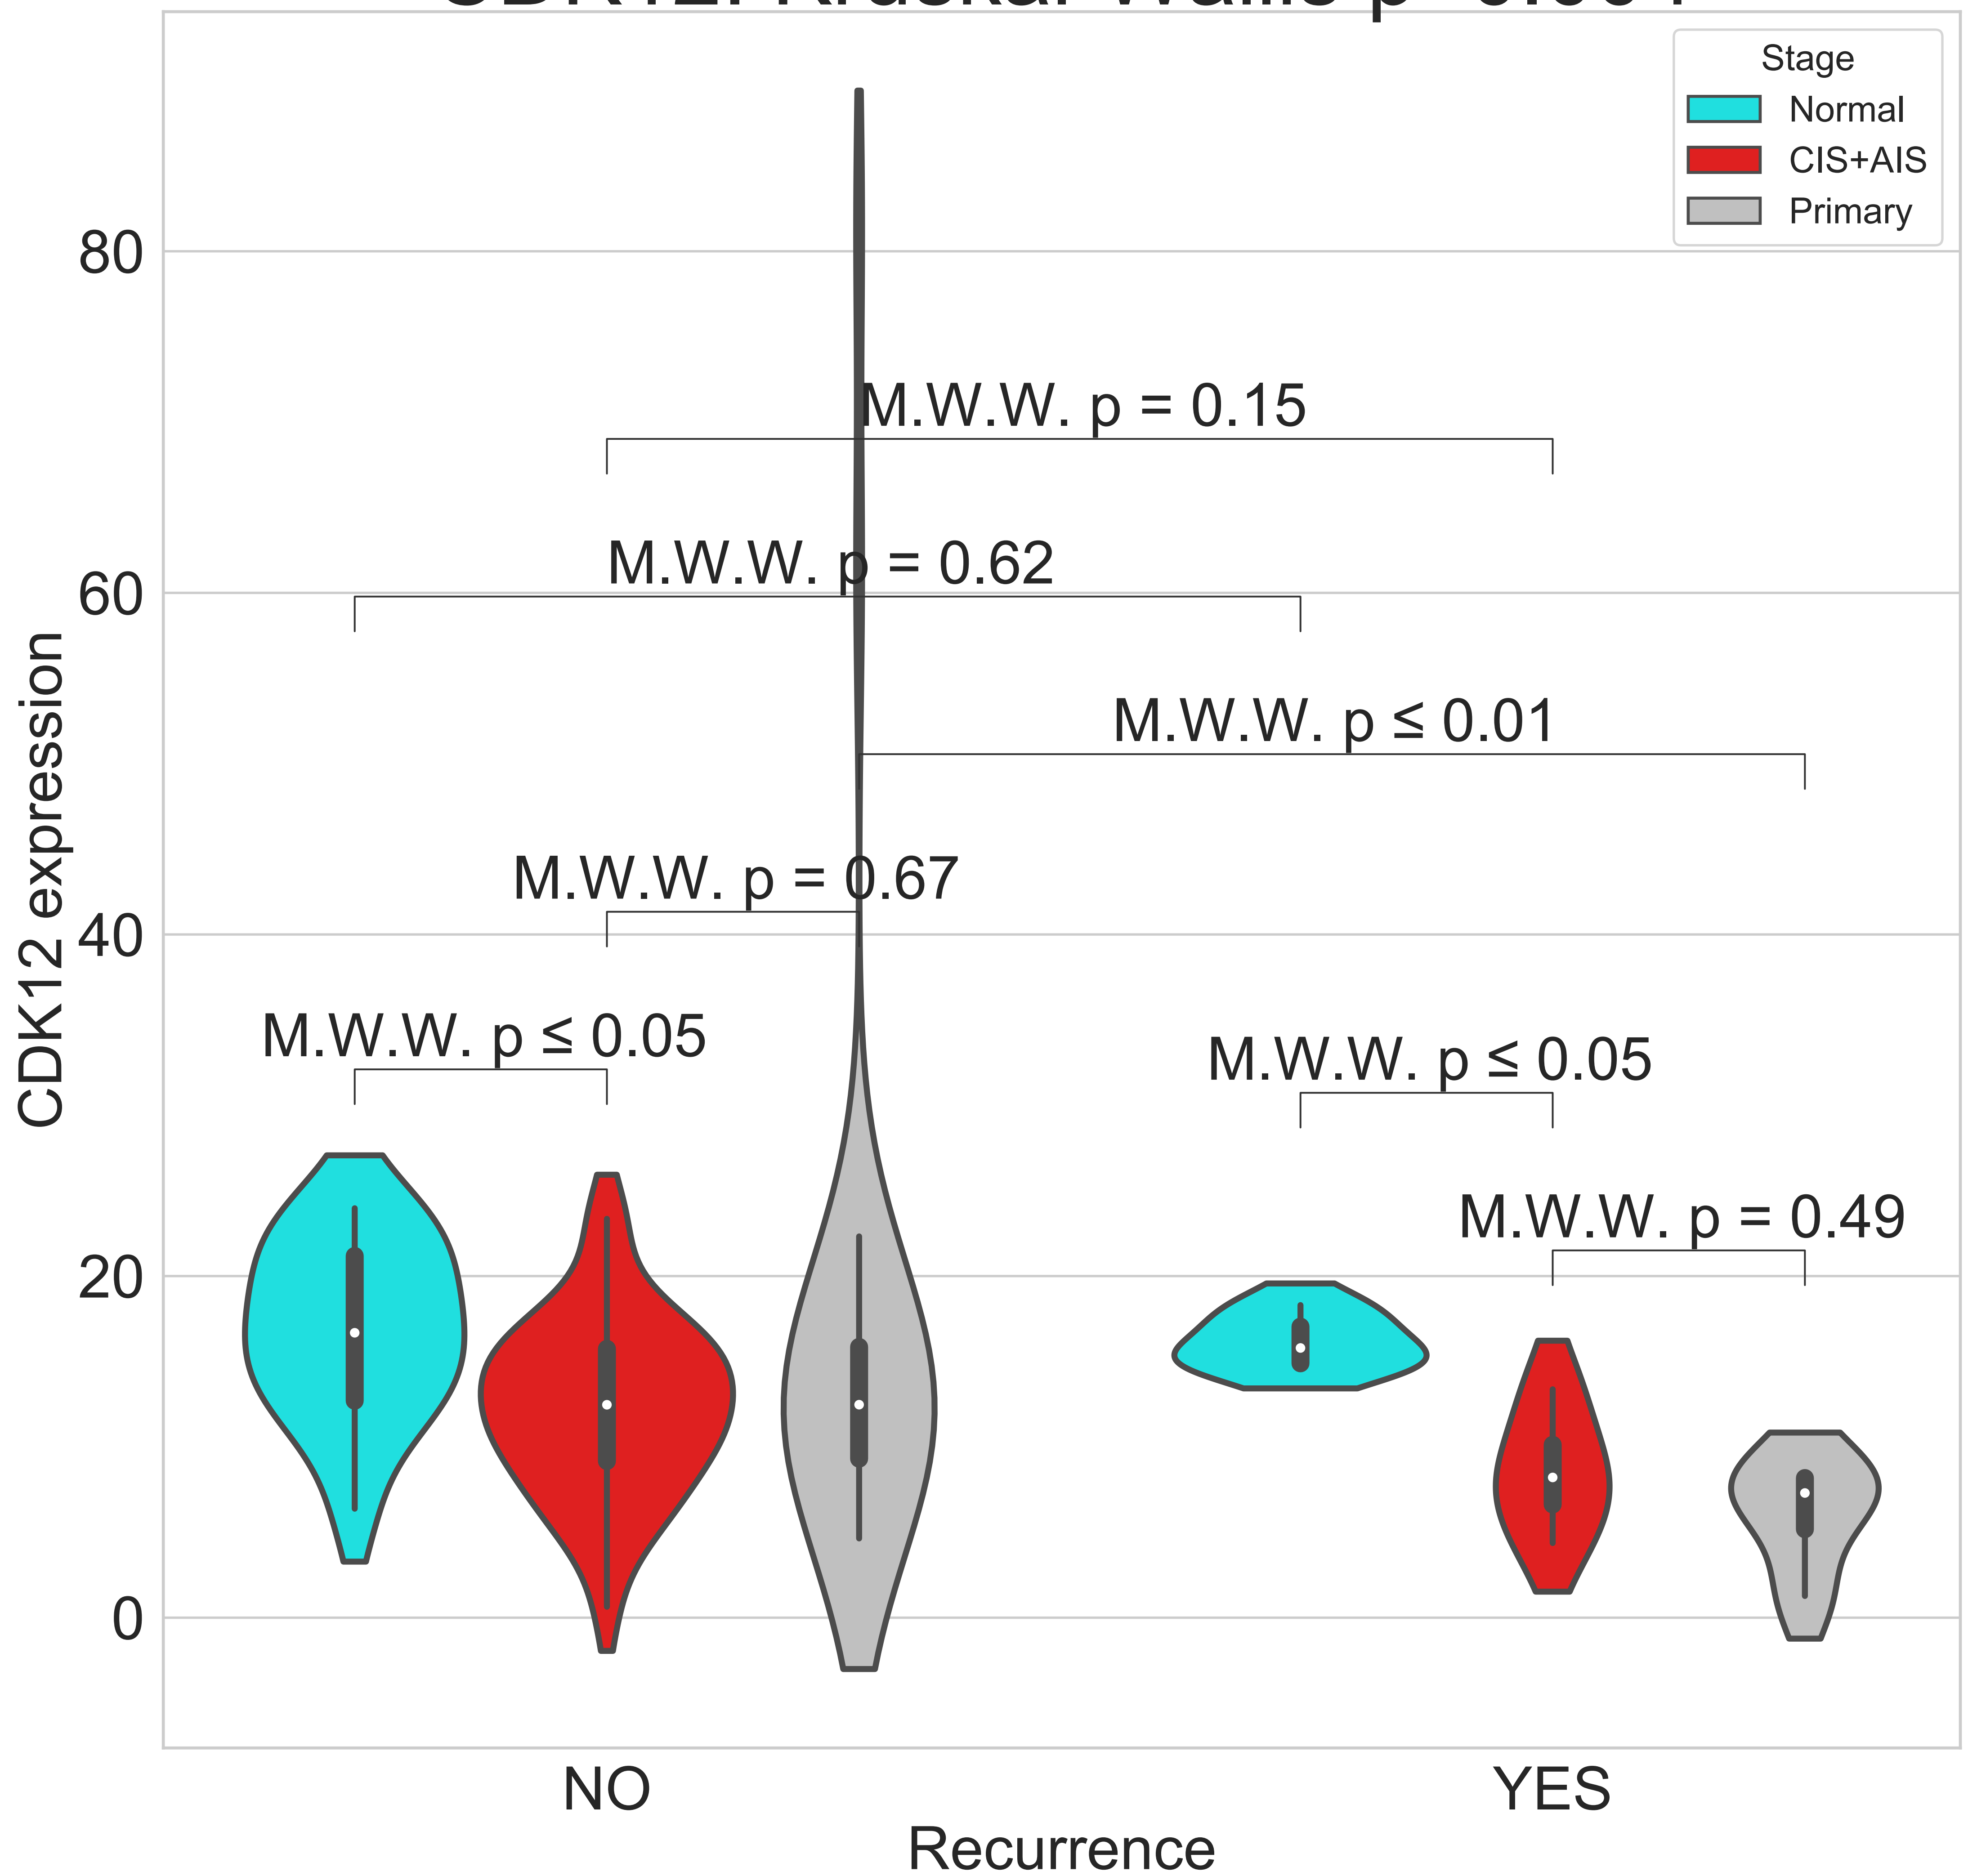 Stage
Normal
CIS+AIS
Primary
80
60
40
20
0
CDK12 expression
M.W.W. p = 0.15
M.W.W. p = 0.62
M.W.W. p ≤ 0.01
M.W.W. p = 0.67
M.W.W. p ≤ 0.05
M.W.W. p ≤ 0.05
M.W.W. p = 0.49
NO
YES
Recurrence